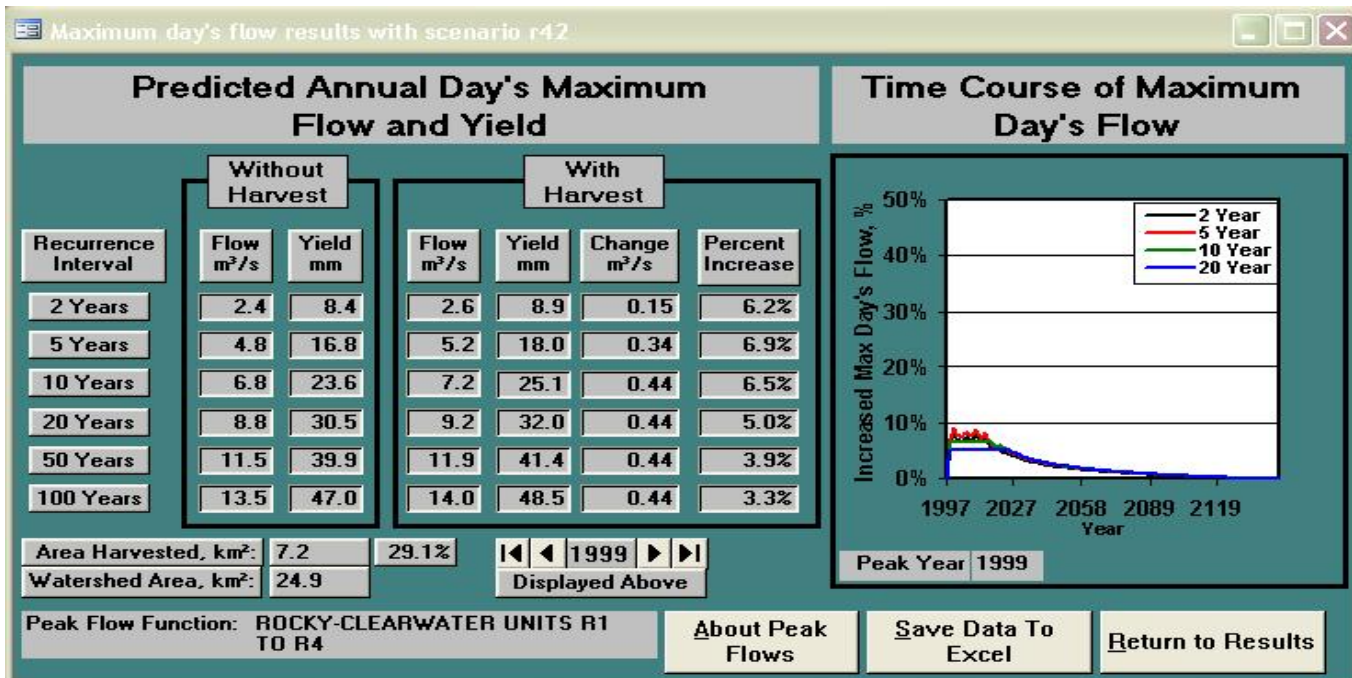 Maximum day's flow results with scenario r42
Predicted Annual Day's Maximum
Flow and Yield
Without
Harvest
With
Harvest
Recurrence
Interval
Flow
m³/s
Yield
mm
Flow
m³/s
Yield
mm
Change
m³/s
Percent
Increase
2 Years 2.4 8.4 2.6 8.9 0.15 6.2%
5 Years 4.8 16.8 5.2 18.0 0.34 6.9%
10 Years 6.8 23.6 7.2 25.1 0.44 6.5%
20 Years 8.8 30.5 9.2 32.0 0.44 5.0%
50 Years 11.5 39.9 11.9 41.4 0.44 3.9%
100 Years 13.5 47.0 14.0 48.5 0.44 3.3%
Area Harvested, km²: 7.2 29.1%
Watershed Area, km²: 24.9
1999
Displayed Above
Time Course of Maximum
Day's Flow
Increased Max Day's Flow, %
50%
40%
30%
20%
10%
0%
2 Year
5 Year
10 Year
20 Year
1997 2027 2058 2089 2119
Year
Peak Year 1999
Peak Flow Function: ROCKY-CLEARWATER UNITS R1
TO R4
About Peak
Flows
Save Data To
Excel
Return to Results